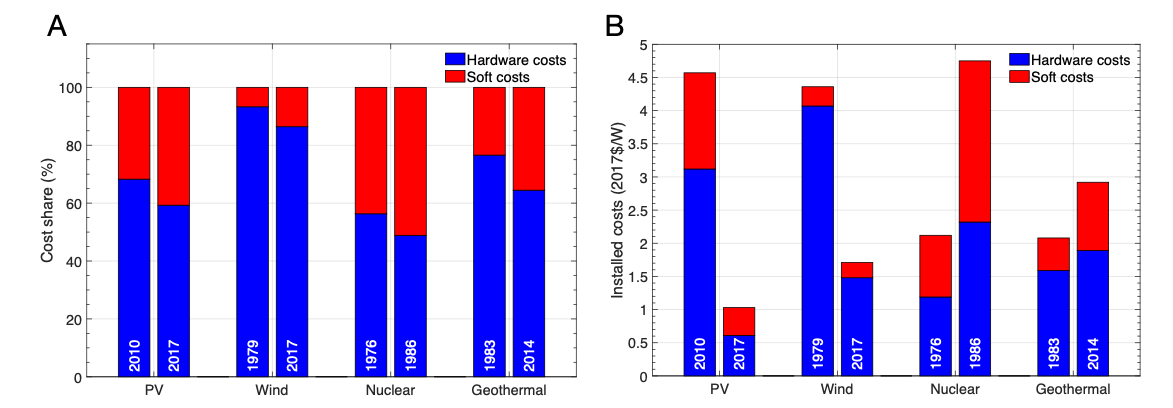 A
Hardware costs
Soft costs
Cost share (%)
100
80
60
40
20
0
2010
2017
1979
2017
1976
1986
1983
2014
PV
Wind
Nuclear
Geothermal
B
Hardware costs
Soft costs
Installed costs (2017$/W)
5
4.5
4
3.5
3
2.5
2
1.5
1
0.5
0
2010
2017
1979
2017
1976
1986
1983
2014
PV
Wind
Nuclear
Geothermal